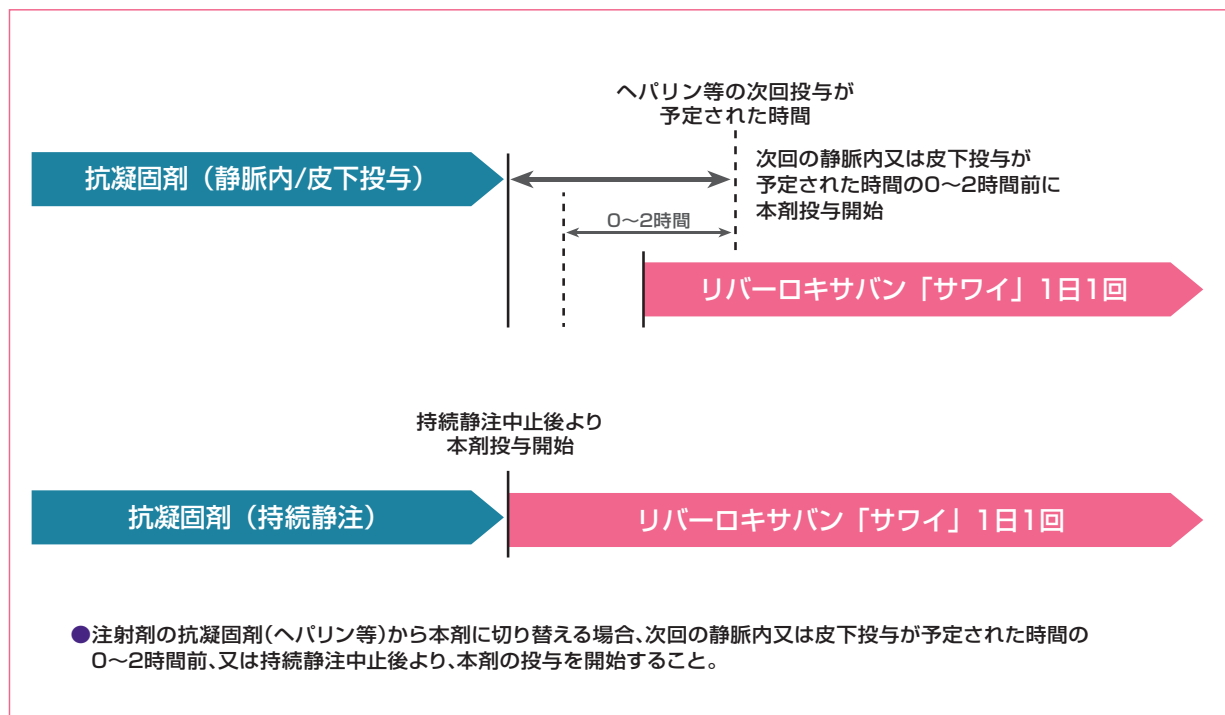 ヘパリン等の次回投与が
予定された時間
抗凝固剤（静脈内/皮下投与）
次回の静脈内又は皮下投与が
予定された時間の0〜2時間前に
本剤投与開始
0〜2時間
リバーロキサバン「サワイ」1日1回
持続静注中止後より
本剤投与開始
抗凝固剤（持続静注）
リバーロキサバン「サワイ」1日1回
●注射剤の抗凝固剤（ヘパリン等）から本剤に切り替える場合、次回の静脈内又は皮下投与が予定された時間の
0〜2時間前、又は持続静注中止後より、本剤の投与を開始すること。